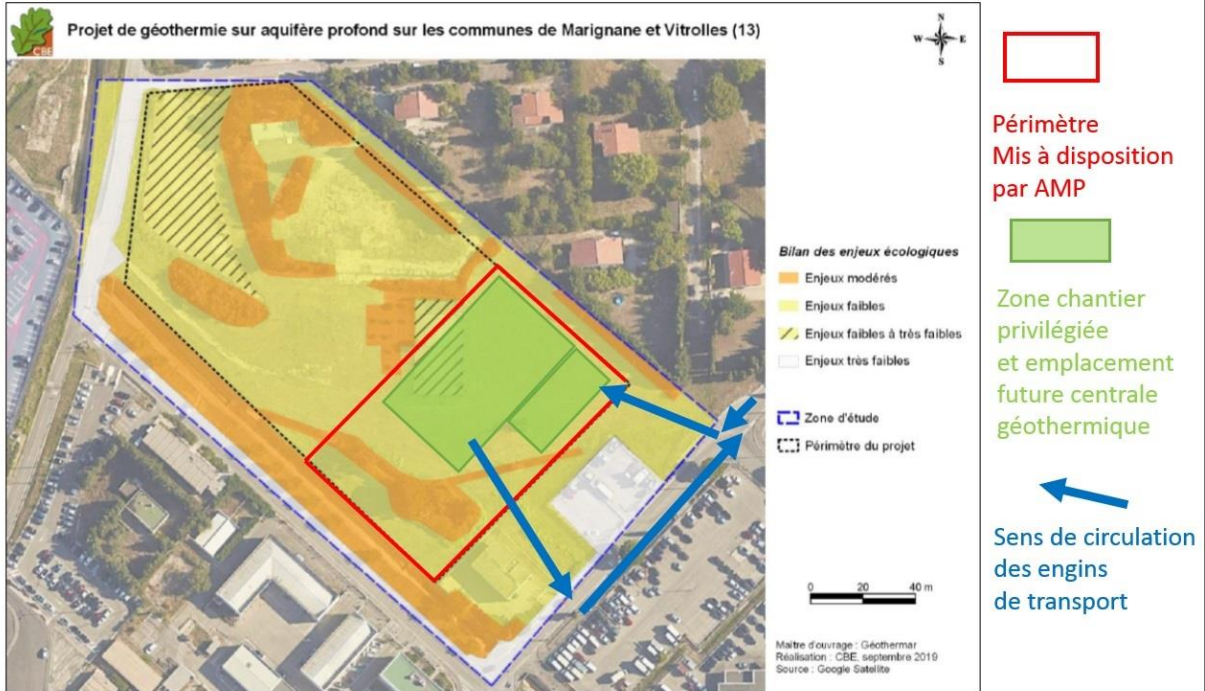 CBE
Projet de géothermie sur aquifère profond sur les communes de Marignane et Vitrolles (13)
N
W E
S
Bilan des enjeux écologiques
Enjeux modérés
Enjeux faibles
Enjeux faibles à très faibles
Enjeux très faibles
Zone d'étude
Périmètre du projet
0 20 40 m
Maître d'ouvrage : Géothermar
Réalisation : CBE, septembre 2019
Source : Google Satellite
Périmètre
Mis à disposition
par AMP
Zone chantier
privilégiée
et emplacement
future centrale
géothermique
Sens de circulation
des engins
de transport